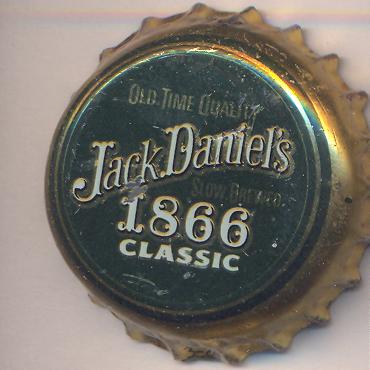 OLD TIME QUALITY
Jack Daniel's
SLOW BREWED
1866
CLASSIC